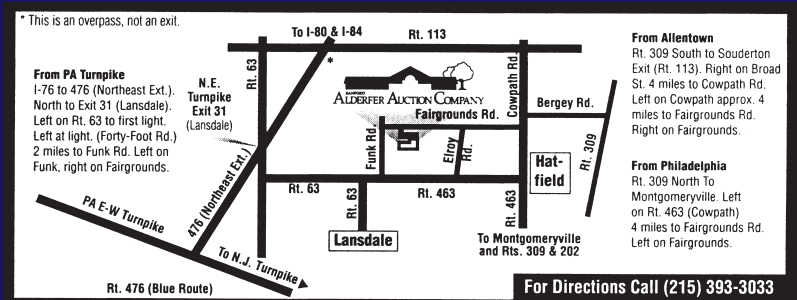 * This is an overpass, not an exit.
To I-80 & I-84
Rt. 113
From PA Turnpike
I-76 to 476 (Northeast Ext.).
North to Exit 31 (Lansdale).
Left on Rt. 63 to first light.
Left at light. (Forty-Foot Rd.)
2 miles to Funk Rd. Left on
Funk, right on Fairgrounds.
N.E.
Turnpike
Exit 31
(Lansdale)
Rt. 63
*
SANFORD
ALDERFER AUCTION COMPANY
Fairgrounds Rd.
Cowpath Rd.
Bergey Rd.
Funk Rd.
Elroy
Rd.
Hat-
field
Rt. 309
476 (Northeast Ext.)
Rt. 63
Rt. 463
Rt. 63
Rt. 463
Lansdale
PA E-W Turnpike
To N.J. Turnpike
To Montgomeryville
and Rts. 309 & 202
Rt. 476 (Blue Route)
From Allentown
Rt. 309 South to Souderton
Exit (Rt. 113). Right on Broad
St. 4 miles to Cowpath Rd.
Left on Cowpath approx. 4
miles to Fairgrounds Rd.
Right on Fairgrounds.
From Philadelphia
Rt. 309 North To
Montgomeryville. Left
on Rt. 463 (Cowpath)
4 miles to Fairgrounds Rd.
Left on Fairgrounds.
For Directions Call (215) 393-3033